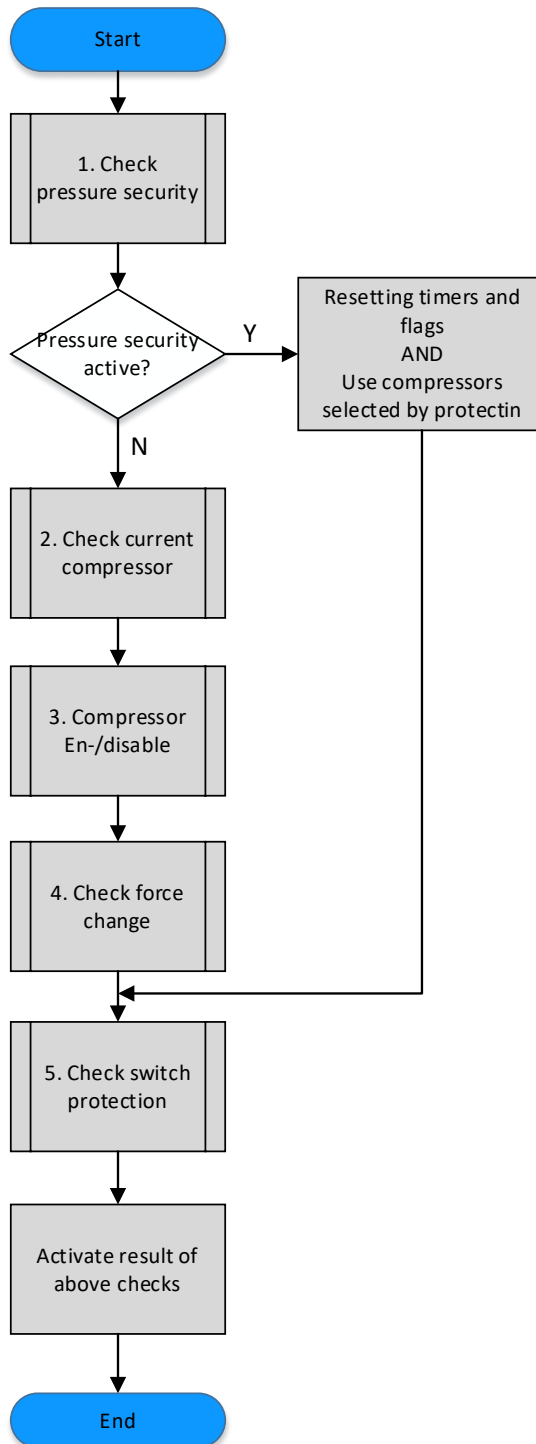 Start
1. Check
pressure security
Pressure security
active?
Y
Resetting timers and
flags
AND
Use compressors
selected by protectin
N
2. Check current
compressor
3. Compressor
En-/disable
4. Check force
change
5. Check switch
protection
Activate result of
above checks
End